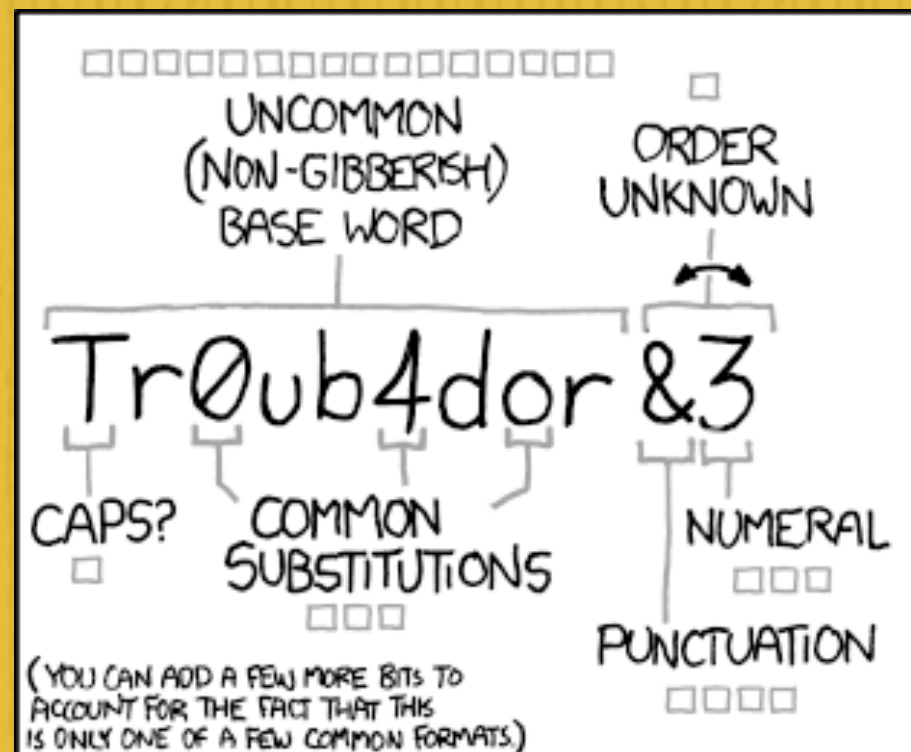 UNCOMMON
(NON-GIBBERISH)
BASE WORD
ORDER
UNKNOWN
Tr0ub4dor &3
CAPS?
COMMON
SUBSTITUTIONS
NUMERAL
PUNCTUATION
(YOU CAN ADD A FEW MORE BITS TO
ACCOUNT FOR THE FACT THAT THIS
IS ONLY ONE OF A FEW COMMON FORMATS.)